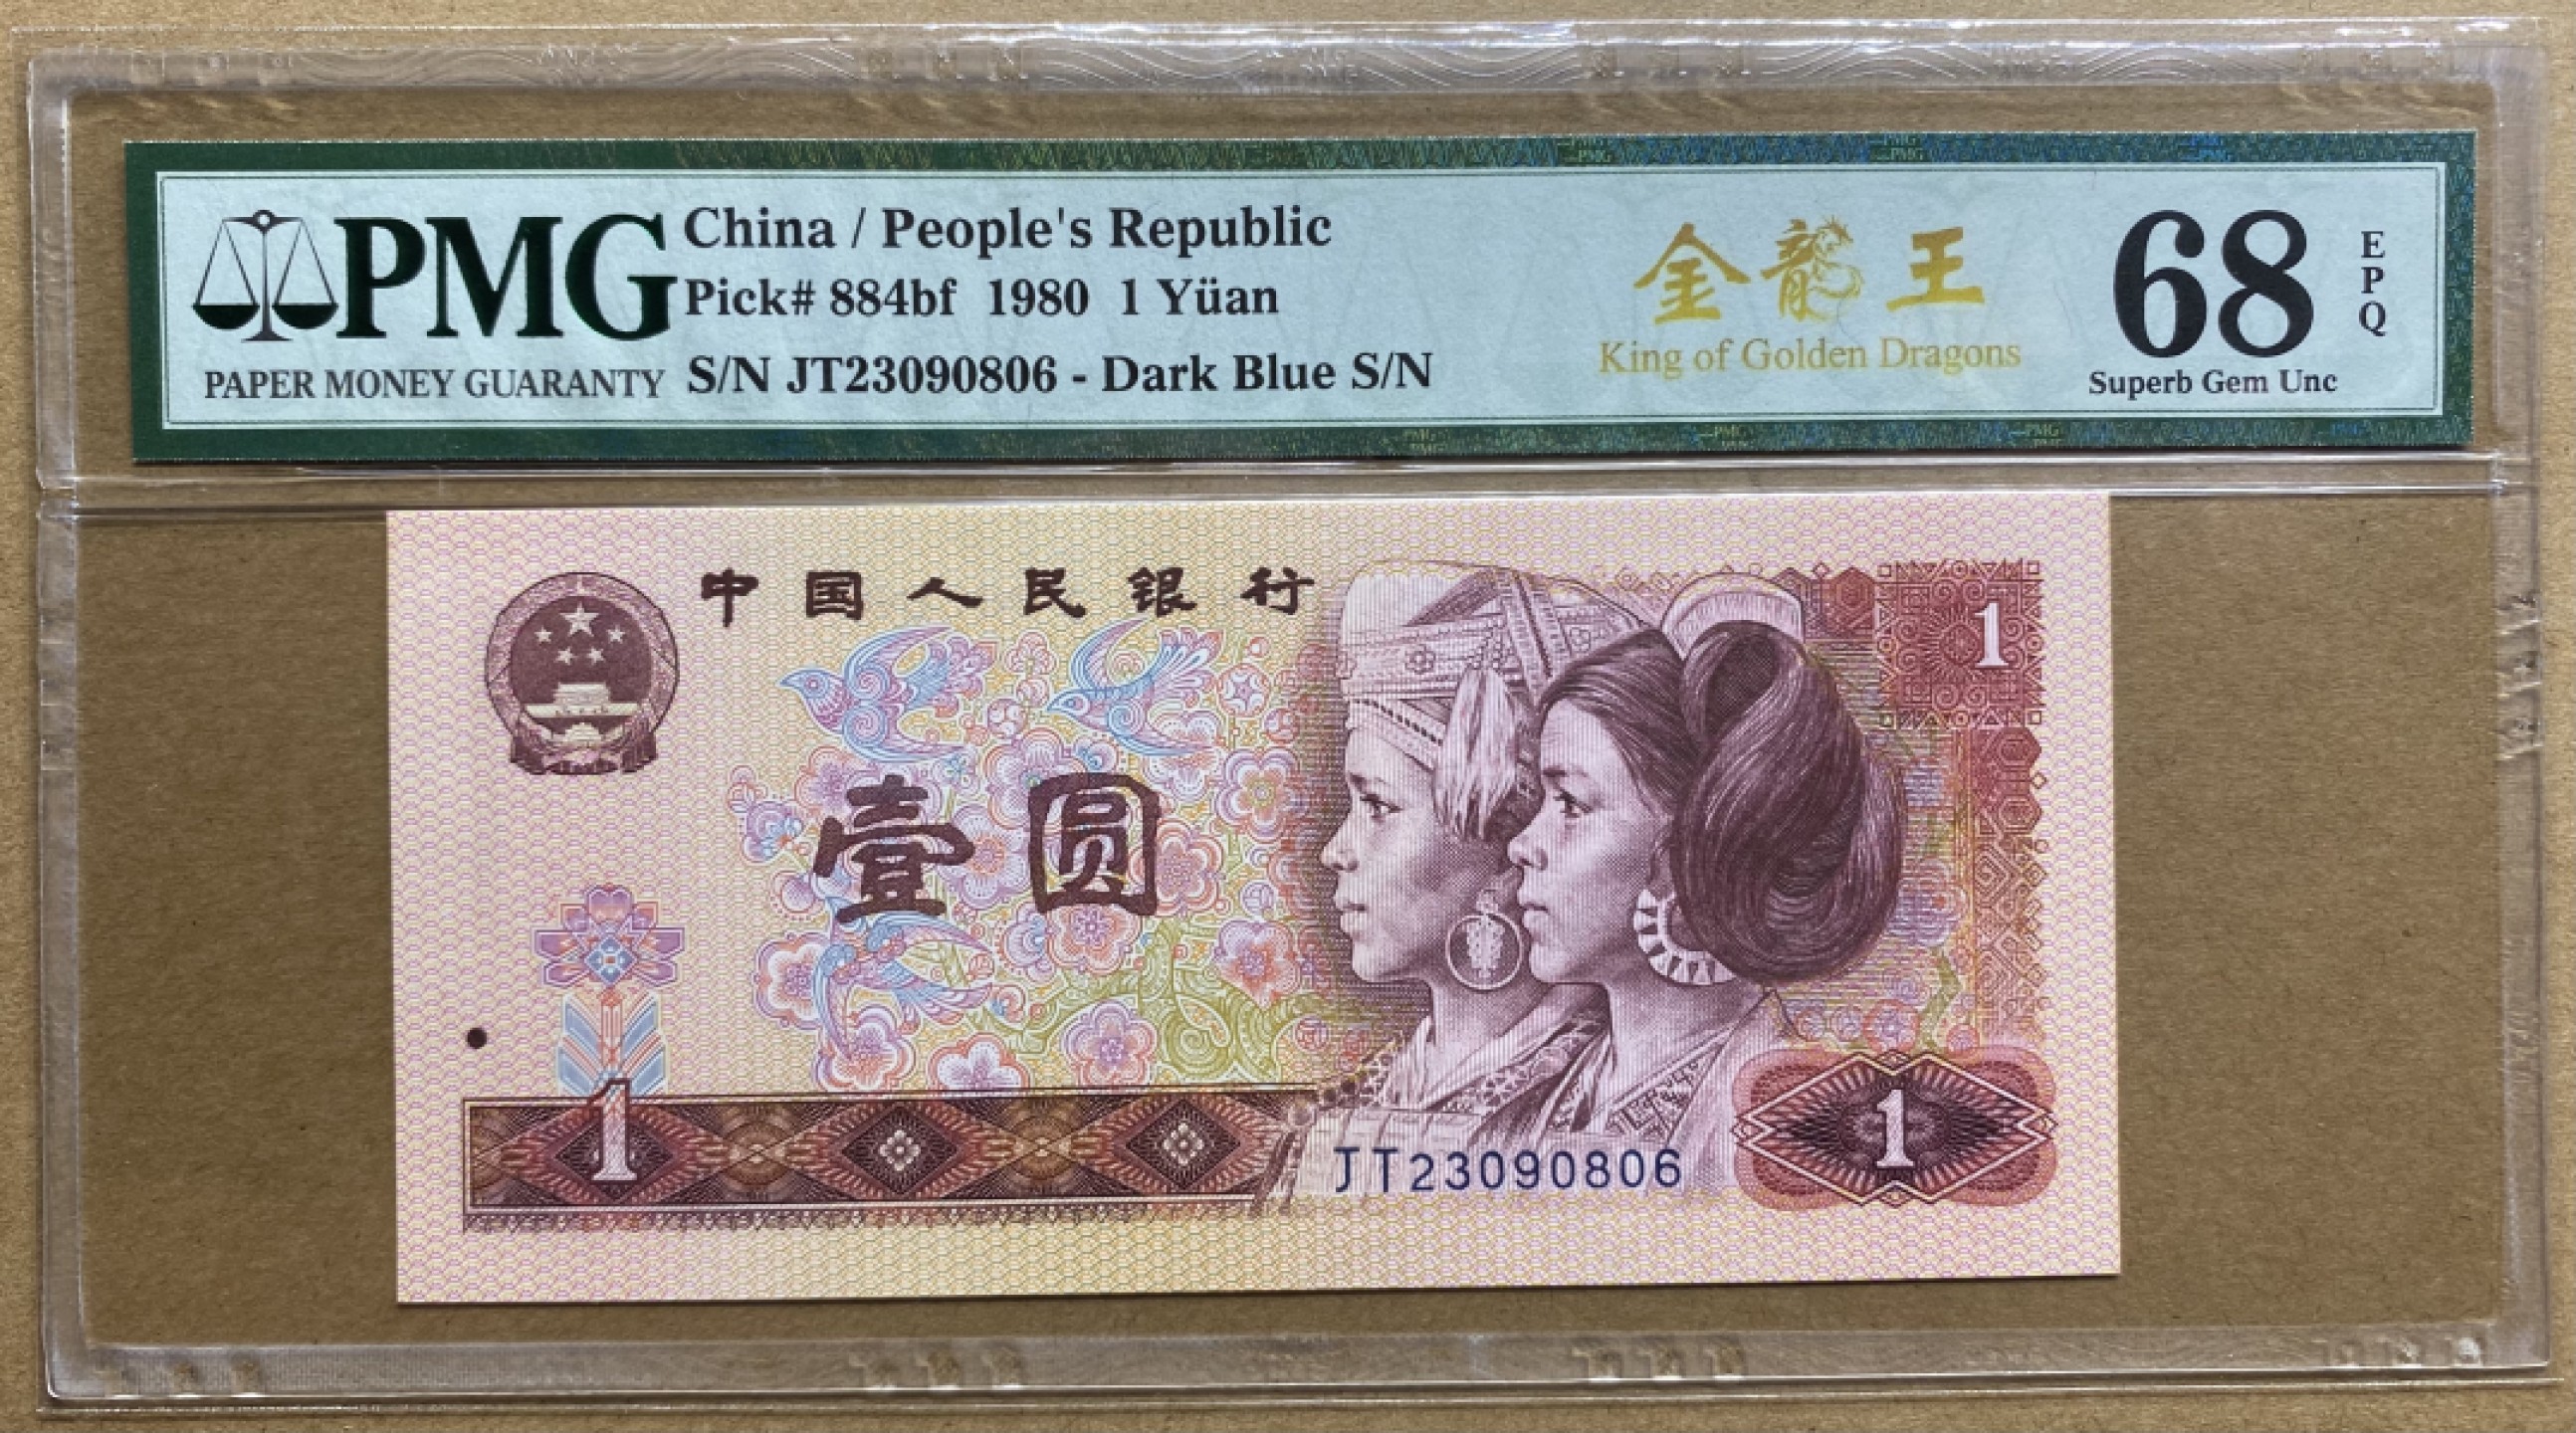 PMG
PAPER MONEY GUARANTY
China / People's Republic
Pick# 884bf 1980 1 Yüan
S/N JT23090806 - Dark Blue S/N
金龍王
King of Golden Dragons
68
EPQ
Superb Gem Unc
中国人民银行
1
壹圆
1
1
JT23090806